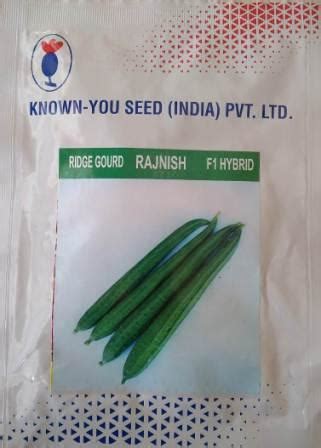 KNOWN-YOU SEED (INDIA) PVT. LTD.
RIDGE GOURD RAJNISH F1 HYBRID